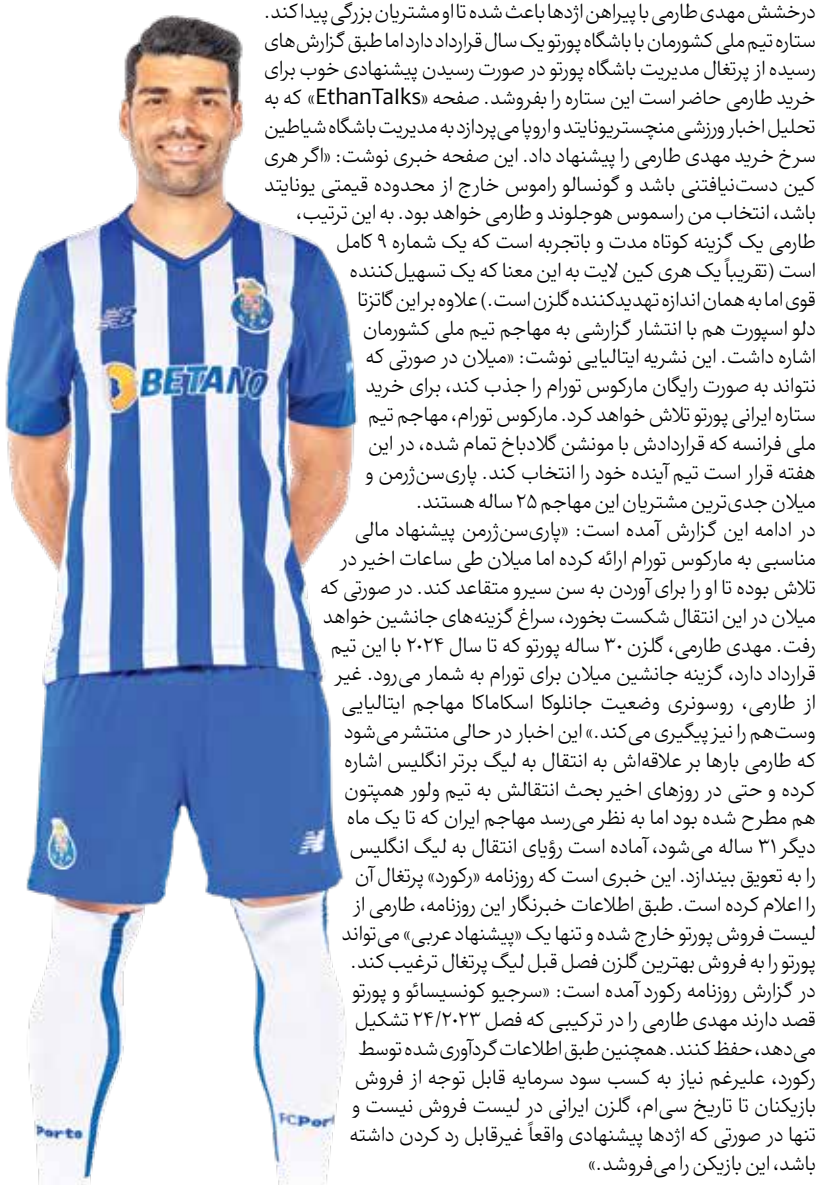 درخشش مهدی طارمی با پیراهن اژدها باعث شده تا او مشتریان بزرگی پیدا کند.
ستاره تیم ملی کشورمان با باشگاه پورتو یک سال قرارداد دارد اما طبق گزارش‌های
رسیده از پرتغال مدیریت باشگاه پورتو در صورت رسیدن پیشنهادی خوب برای
خرید طارمی حاضر است این ستاره را بفروشد. صفحه «EthanTalks» که به
تحلیل اخبار ورزشی منچستریونایتد و اروپا می‌پردازد به مدیریت باشگاه شیاطین
سرخ خرید مهدی طارمی را پیشنهاد داد. این صفحه خبری نوشت: «اگر هری
کین دست‌نیافتنی باشد و گونسالو راموس خارج از محدوده قیمتی یونایتد
باشد، انتخاب من راسموس هوجلوند و طارمی خواهد بود. به این ترتیب،
طارمی یک گزینه کوتاه مدت و باتجربه است که یک شماره ۹ کامل
است (تقریباً یک هری کین لایت به این معنا که یک تسهیل‌کننده
قوی اما به همان اندازه تهدیدکننده گلزن است.) علاوه بر این گاتزتا
دلو اسپورت هم با انتشار گزارشی به مهاجم تیم ملی کشورمان
اشاره داشت. این نشریه ایتالیایی نوشت: «میلان در صورتی که
نتواند به صورت رایگان مارکوس تورام را جذب کند، برای خرید
ستاره ایرانی پورتو تلاش خواهد کرد. مارکوس تورام، مهاجم تیم
ملی فرانسه که قراردادش با مونشن گلادباخ تمام شده، در این
هفته قرار است تیم آینده خود را انتخاب کند. پاری‌سن‌ژرمن و
میلان جدی‌ترین مشتریان این مهاجم ۲۵ ساله هستند.
در ادامه این گزارش آمده است: «پاری‌سن‌ژرمن پیشنهاد مالی
مناسبی به مارکوس تورام ارائه کرده اما میلان طی ساعات اخیر در
تلاش بوده تا او را برای آوردن به سن سیرو متقاعد کند. در صورتی که
میلان در این انتقال شکست بخورد، سراغ گزینه‌های جانشین خواهد
رفت. مهدی طارمی، گلزن ۳۰ ساله پورتو که تا سال ۲۰۲۴ با این تیم
قرارداد دارد، گزینه جانشین میلان برای تورام به شمار می‌رود. غیر
از طارمی، روسونری وضعیت جانلوکا اسکاماکا مهاجم ایتالیایی
وست‌هم را نیز پیگیری می‌کند.» این اخبار در حالی منتشر می‌شود
که طارمی بارها بر علاقه‌اش به انتقال به لیگ برتر انگلیس اشاره
کرده و حتی در روزهای اخیر بحث انتقالش به تیم ولور همپتون
هم مطرح شده بود اما به نظر می‌رسد مهاجم ایران که تا یک ماه
دیگر ۳۱ ساله می‌شود، آماده است رؤیای انتقال به لیگ انگلیس
را به تعویق بیندازد. این خبری است که روزنامه «رکورد» پرتغال آن
را اعلام کرده است. طبق اطلاعات خبرنگار این روزنامه، طارمی از
لیست فروش پورتو خارج شده و تنها یک «پیشنهاد عربی» می‌تواند
پورتو را به فروش بهترین گلزن فصل قبل لیگ پرتغال ترغیب کند.
در گزارش روزنامه رکورد آمده است: «سرجیو کونسیسائو و پورتو
قصد دارند مهدی طارمی را در ترکیبی که فصل ۲۴/۲۰۲۳ تشکیل
می‌دهد، حفظ کنند. همچنین طبق اطلاعات گردآوری شده توسط
رکورد، علیرغم نیاز به کسب سود سرمایه قابل توجه از فروش
بازیکنان تا تاریخ سی‌ام، گلزن ایرانی در لیست فروش نیست و
تنها در صورتی که اژدها پیشنهادی واقعاً غیرقابل رد کردن داشته
باشد، این بازیکن را می‌فروشد.»
BETANO
Porto
FCPor